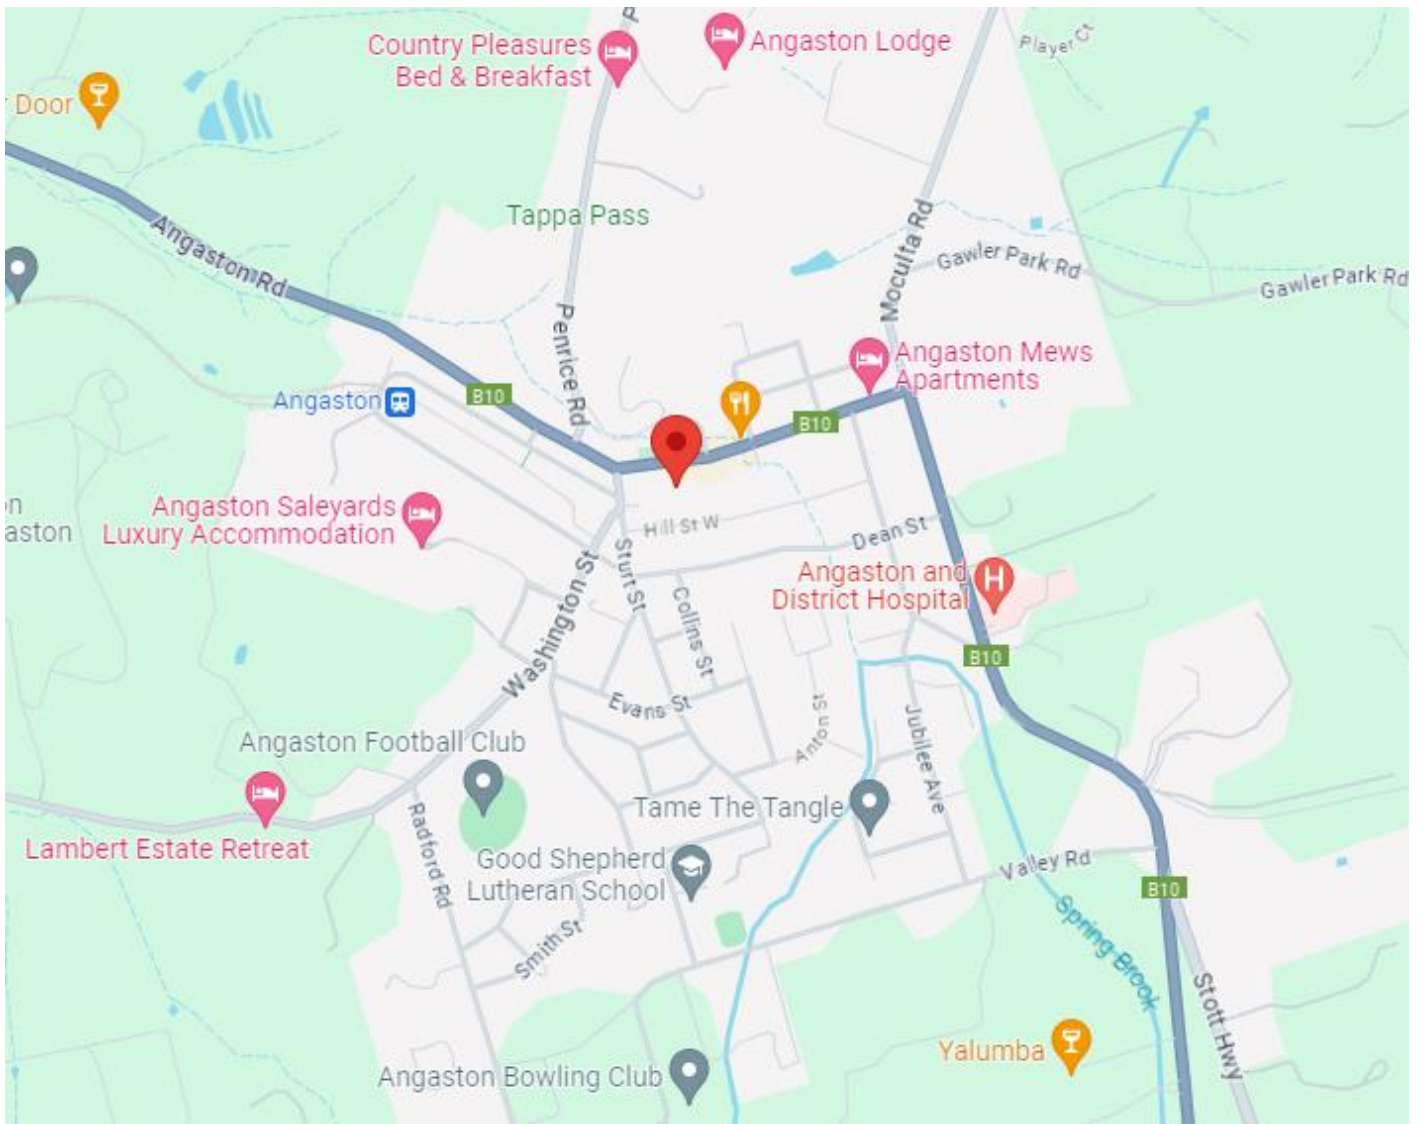 Country Pleasures
Bed & Breakfast
Angaston Lodge
Player Ct
Door
Tappa Pass
Angaston Rd
Moculta Rd
Gawler Park Rd
Gawler Park Rd
Penrice Rd
Angaston Mews
Apartments
Angaston
B10
B10
Angaston Saleyards
Luxury Accommodation
aston
Hill St W
Dean St
Sturt St
Washington St
Collins St
Angaston and
District Hospital
H
B10
Evans St
Anton St
Jubilee Ave
Angaston Football Club
Lambert Estate Retreat
Radford Rd
Tame The Tangle
Good Shepherd
Lutheran School
Valley Rd
B10
Smith St
Spring Brook
Stott Hwy
Yalumba
Angaston Bowling Club